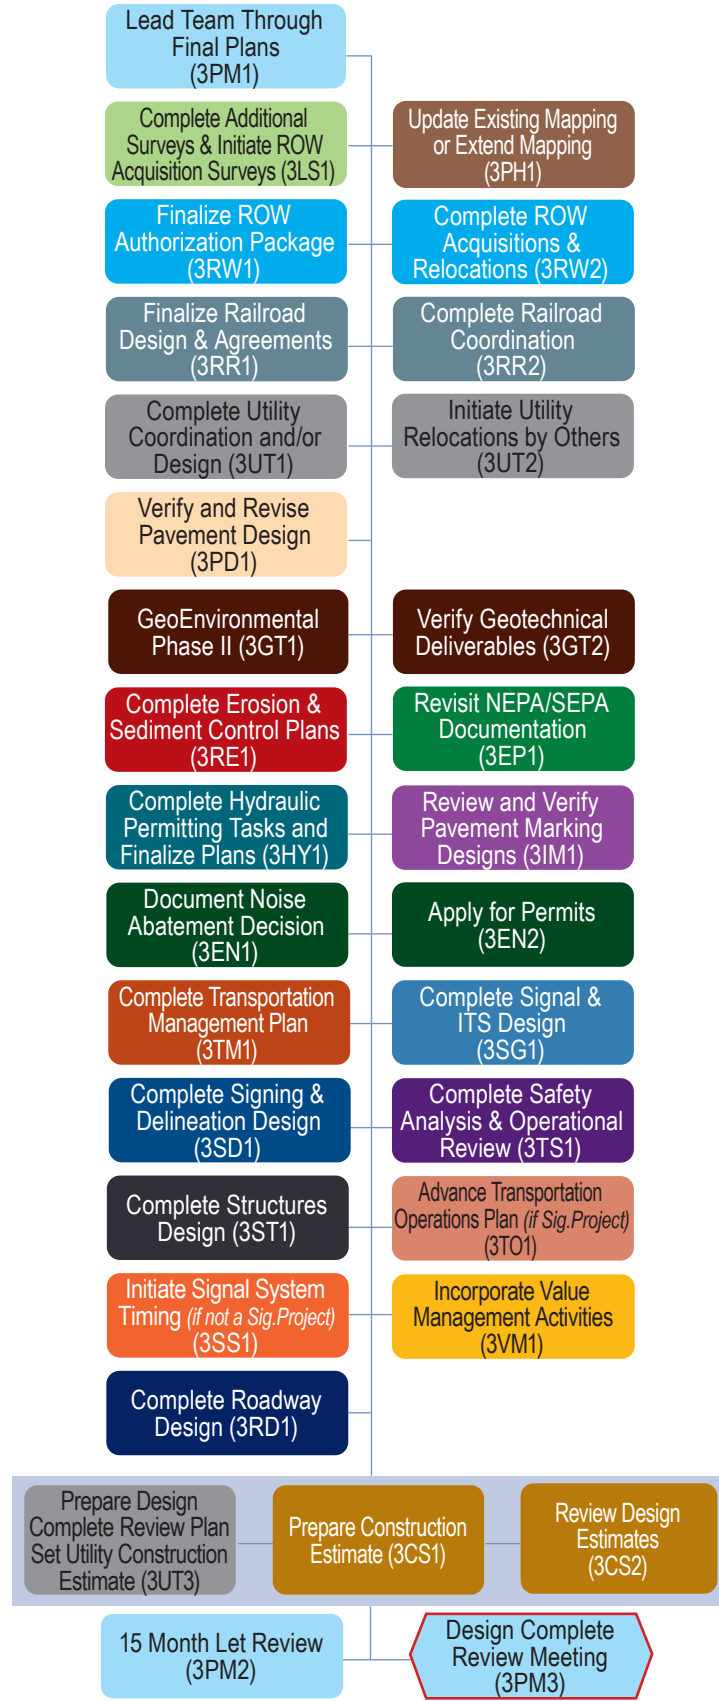 Lead Team Through
Final Plans
(3PM1)
Complete Additional
Surveys & Initiate ROW
Acquisition Surveys (3LS1)
Update Existing Mapping
or Extend Mapping
(3PH1)
Finalize ROW
Authorization Package
(3RW1)
Complete ROW
Acquisitions &
Relocations (3RW2)
Finalize Railroad
Design & Agreements
(3RR1)
Complete Railroad
Coordination
(3RR2)
Complete Utility
Coordination and/or
Design (3UT1)
Initiate Utility
Relocations by Others
(3UT2)
Verify and Revise
Pavement Design
(3PD1)
GeoEnvironmental
Phase II (3GT1)
Verify Geotechnical
Deliverables (3GT2)
Complete Erosion &
Sediment Control Plans
(3RE1)
Revisit NEPA/SEPA
Documentation
(3EP1)
Complete Hydraulic
Permitting Tasks and
Finalize Plans (3HY1)
Review and Verify
Pavement Marking
Designs (3IM1)
Document Noise
Abatement Decision
(3EN1)
Apply for Permits
(3EN2)
Complete Transportation
Management Plan
(3TM1)
Complete Signal &
ITS Design
(3SG1)
Complete Signing &
Delineation Design
(3SD1)
Complete Safety
Analysis & Operational
Review (3TS1)
Complete Structures
Design (3ST1)
Advance Transportation
Operations Plan (if Sig.Project)
(3TO1)
Initiate Signal System
Timing (if not a Sig.Project)
(3SS1)
Incorporate Value
Management Activities
(3VM1)
Complete Roadway
Design (3RD1)
Prepare Design
Complete Review Plan
Set Utility Construction
Estimate (3UT3)
Prepare Construction
Estimate (3CS1)
Review Design
Estimates
(3CS2)
15 Month Let Review
(3PM2)
Design Complete
Review Meeting
(3PM3)